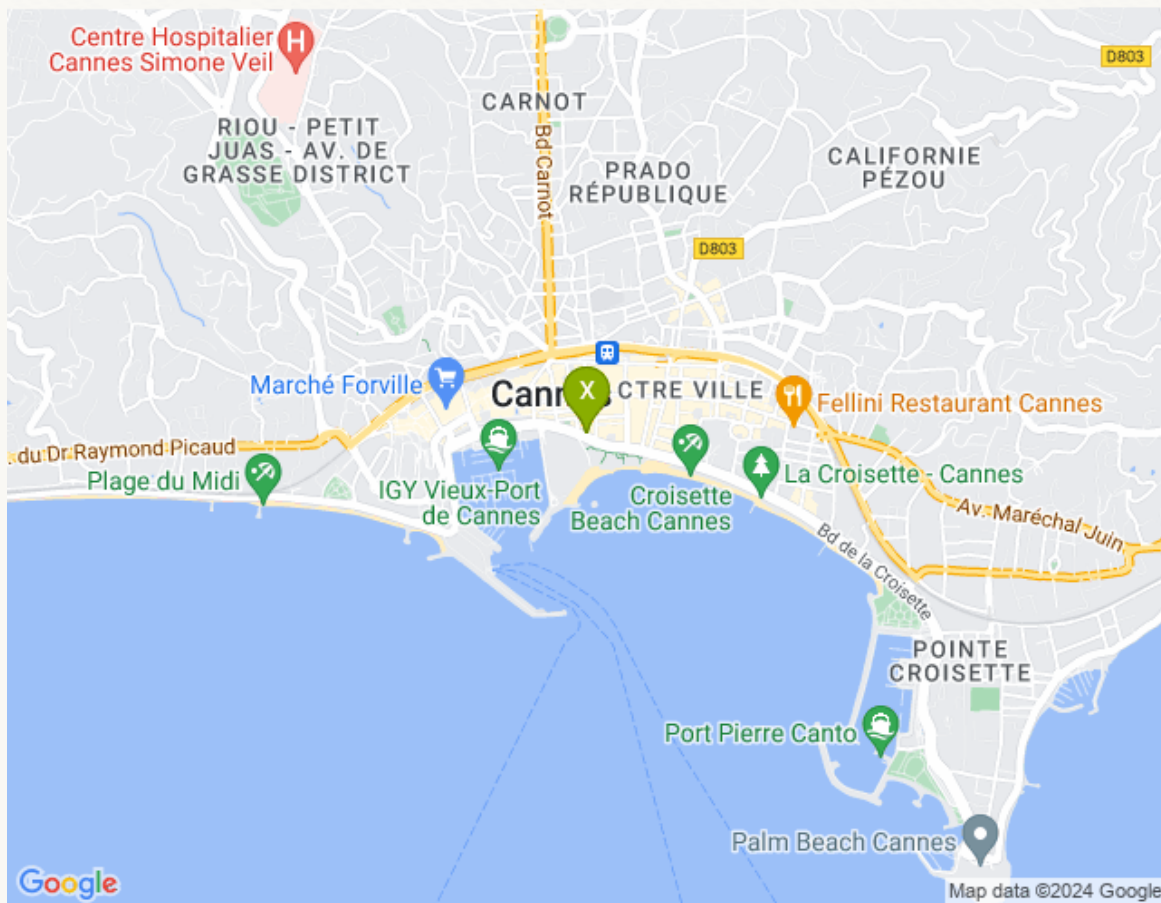 Centre Hospitalier
Cannes Simone Veil
H
D803
CARNOT
RIOU - PETIT
JUAS - AV. DE
GRASSE DISTRICT
Bd Carnot
PRADO
RÉPUBLIQUE
CALIFORNIE
PÉZOU
D803
Marché Forville
X
CTRE VILLE
Fellini Restaurant Cannes
du Dr Raymond Picaud
Plage du Midi
IGY Vieux-Port
de Cannes
Croisette
Beach Cannes
La Croisette - Cannes
Av. Maréchal Juin
Bd de la Croisette
POINTE
CROISETTE
Port Pierre Canto
Palm Beach Cannes
Google
Map data ©2024 Google